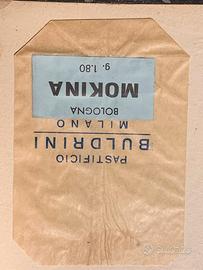 PASTIFICIO
BULDRINI
MILANO
BOLOGNA
MOKINA
g. 1.80